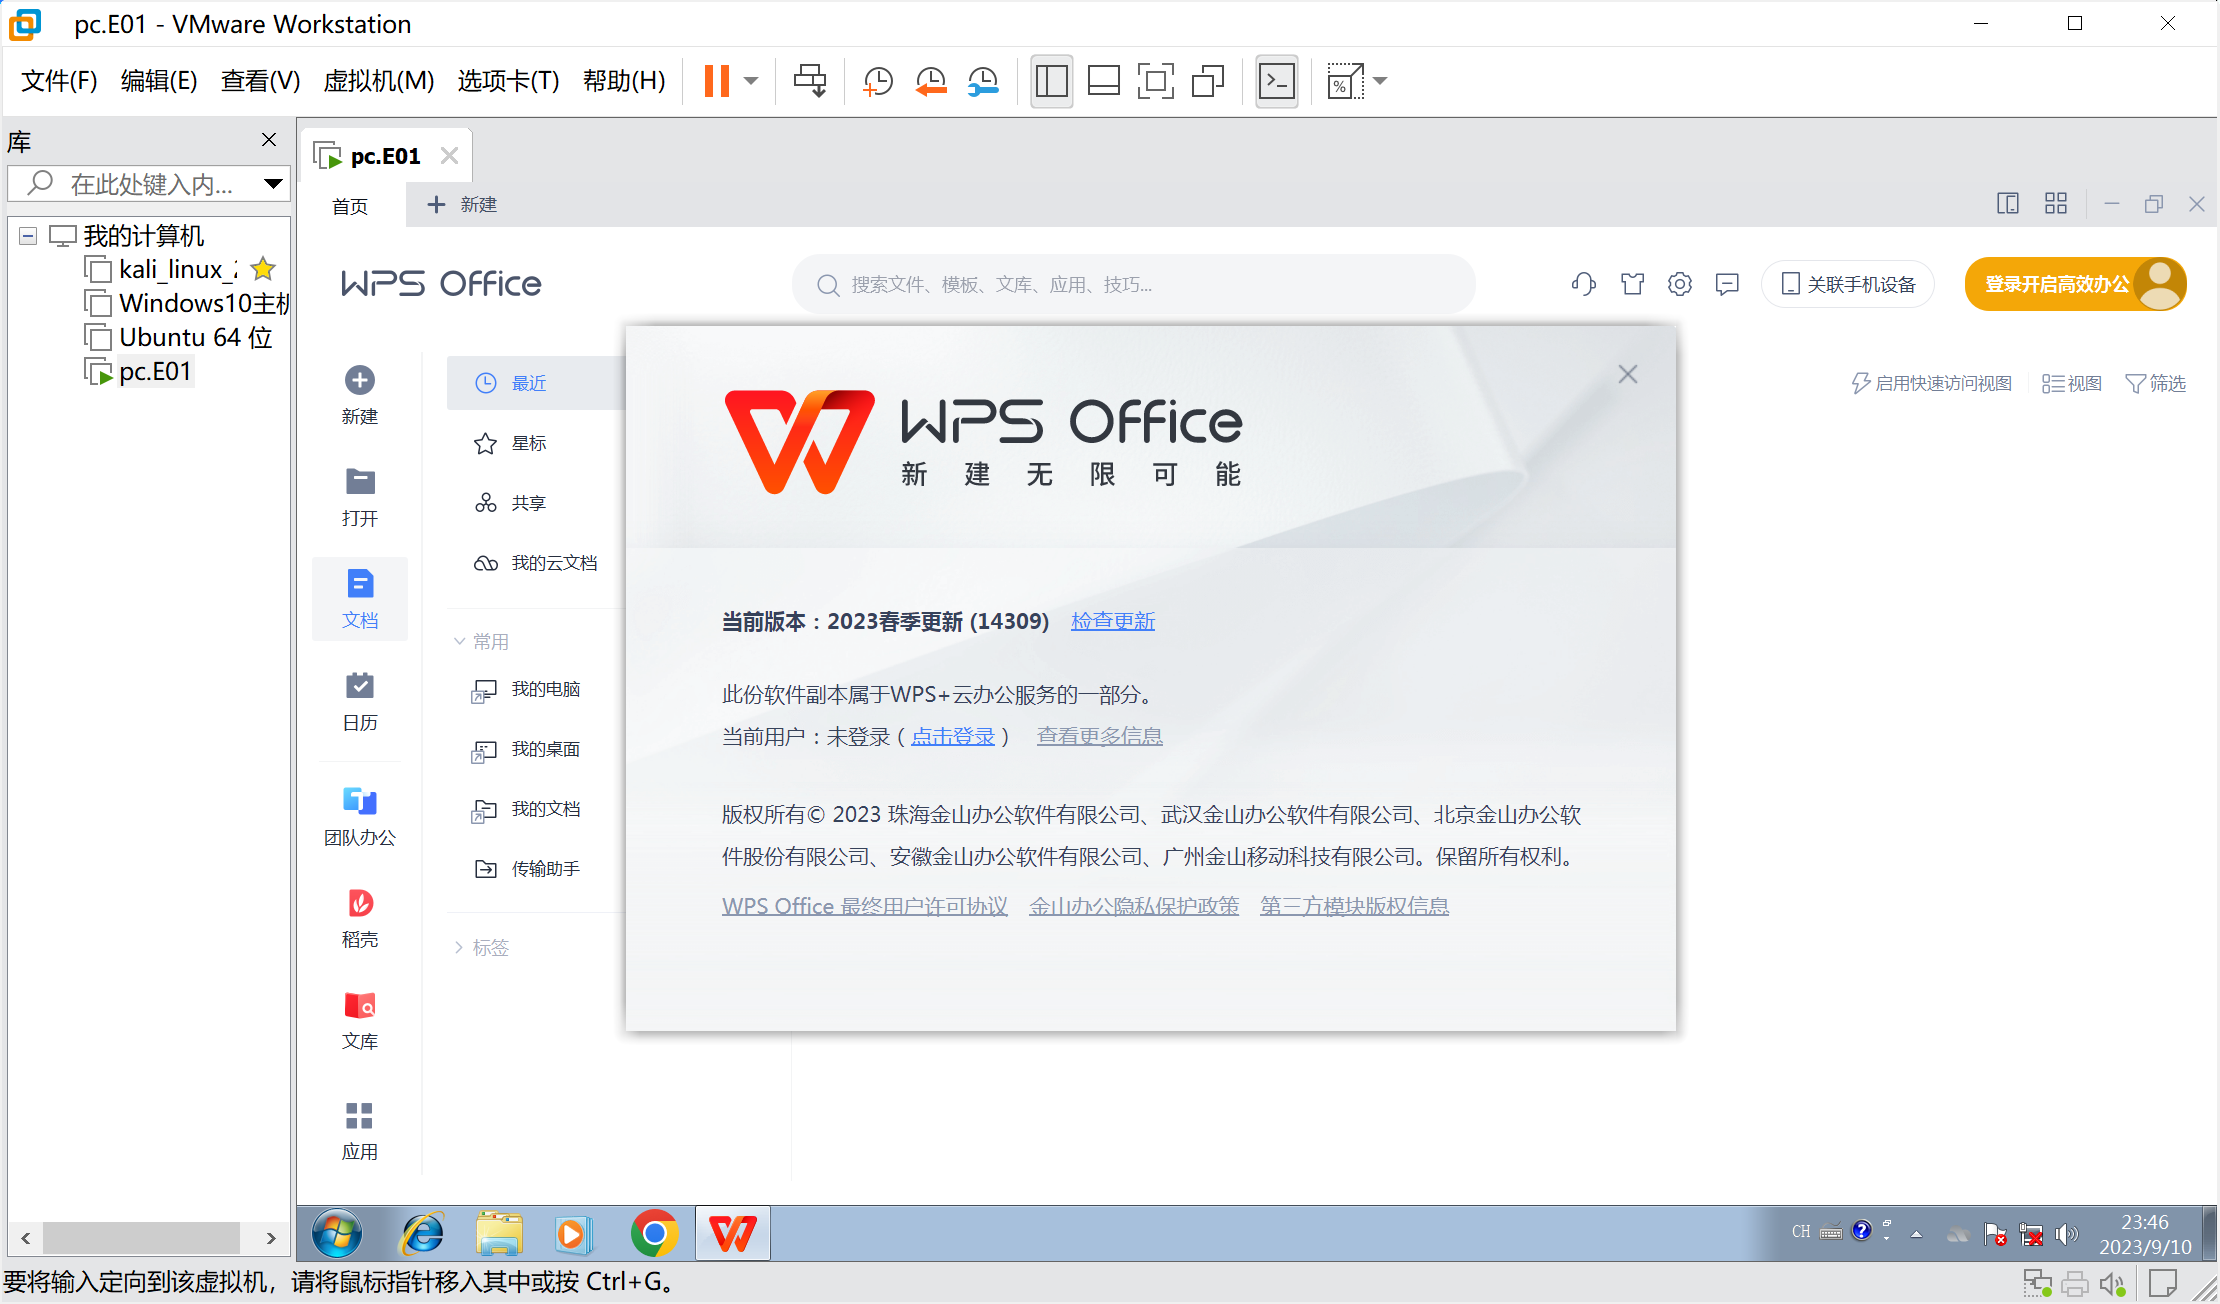 pc.E01 - VMware Workstation
文件(F) 编辑(E) 查看(V) 虚拟机(M) 选项卡(T) 帮助(H)
库
在此处键入内...
我的计算机
kali_linux_2
Windows10主机
Ubuntu 64 位
pc.E01
pc.E01
首页 新建
WPS Office
搜索文件、模板、文库、应用、技巧...
关联手机设备
登录开启高效办公
启用快速访问视图 视图 筛选
新建
打开
文档
日历
团队办公
稻壳
文库
应用
最近
星标
共享
我的云文档
常用
我的电脑
我的桌面
我的文档
传输助手
标签
WPS Office
新建无限可能
当前版本：2023春季更新 (14309) 检查更新
此份软件副本属于WPS+云办公服务的一部分。
当前用户：未登录（点击登录） 查看更多信息
版权所有© 2023 珠海金山办公软件有限公司、武汉金山办公软件有限公司、北京金山办公软
件股份有限公司、安徽金山办公软件有限公司、广州金山移动科技有限公司。保留所有权利。
WPS Office 最终用户许可协议 金山办公隐私保护政策 第三方模块版权信息
CH
23:46
2023/9/10
要将输入定向到该虚拟机，请将鼠标指针移入其中或按 Ctrl+G。